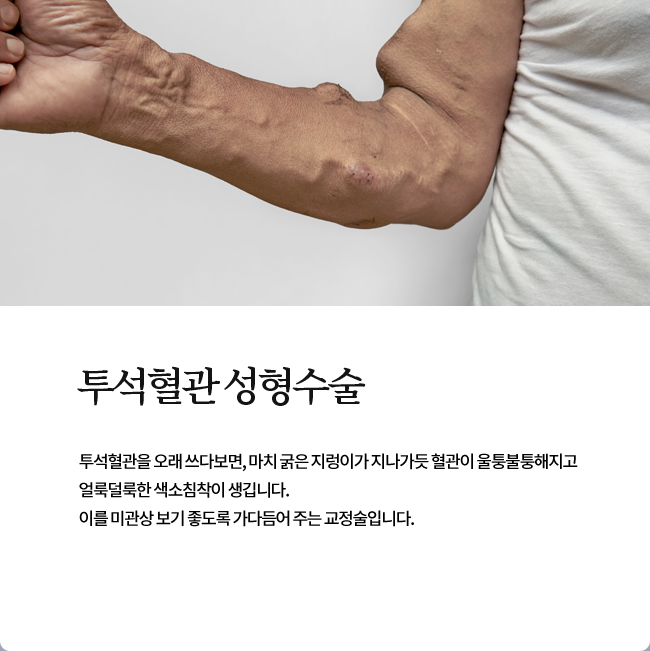 투석혈관 성형수술
투석혈관을 오래 쓰다보면, 마치 굵은 지렁이가 지나가듯 혈관이 울퉁불퉁해지고
얼룩덜룩한 색소침착이 생깁니다.
이를 미관상 보기 좋도록 가다듬어 주는 교정술입니다.